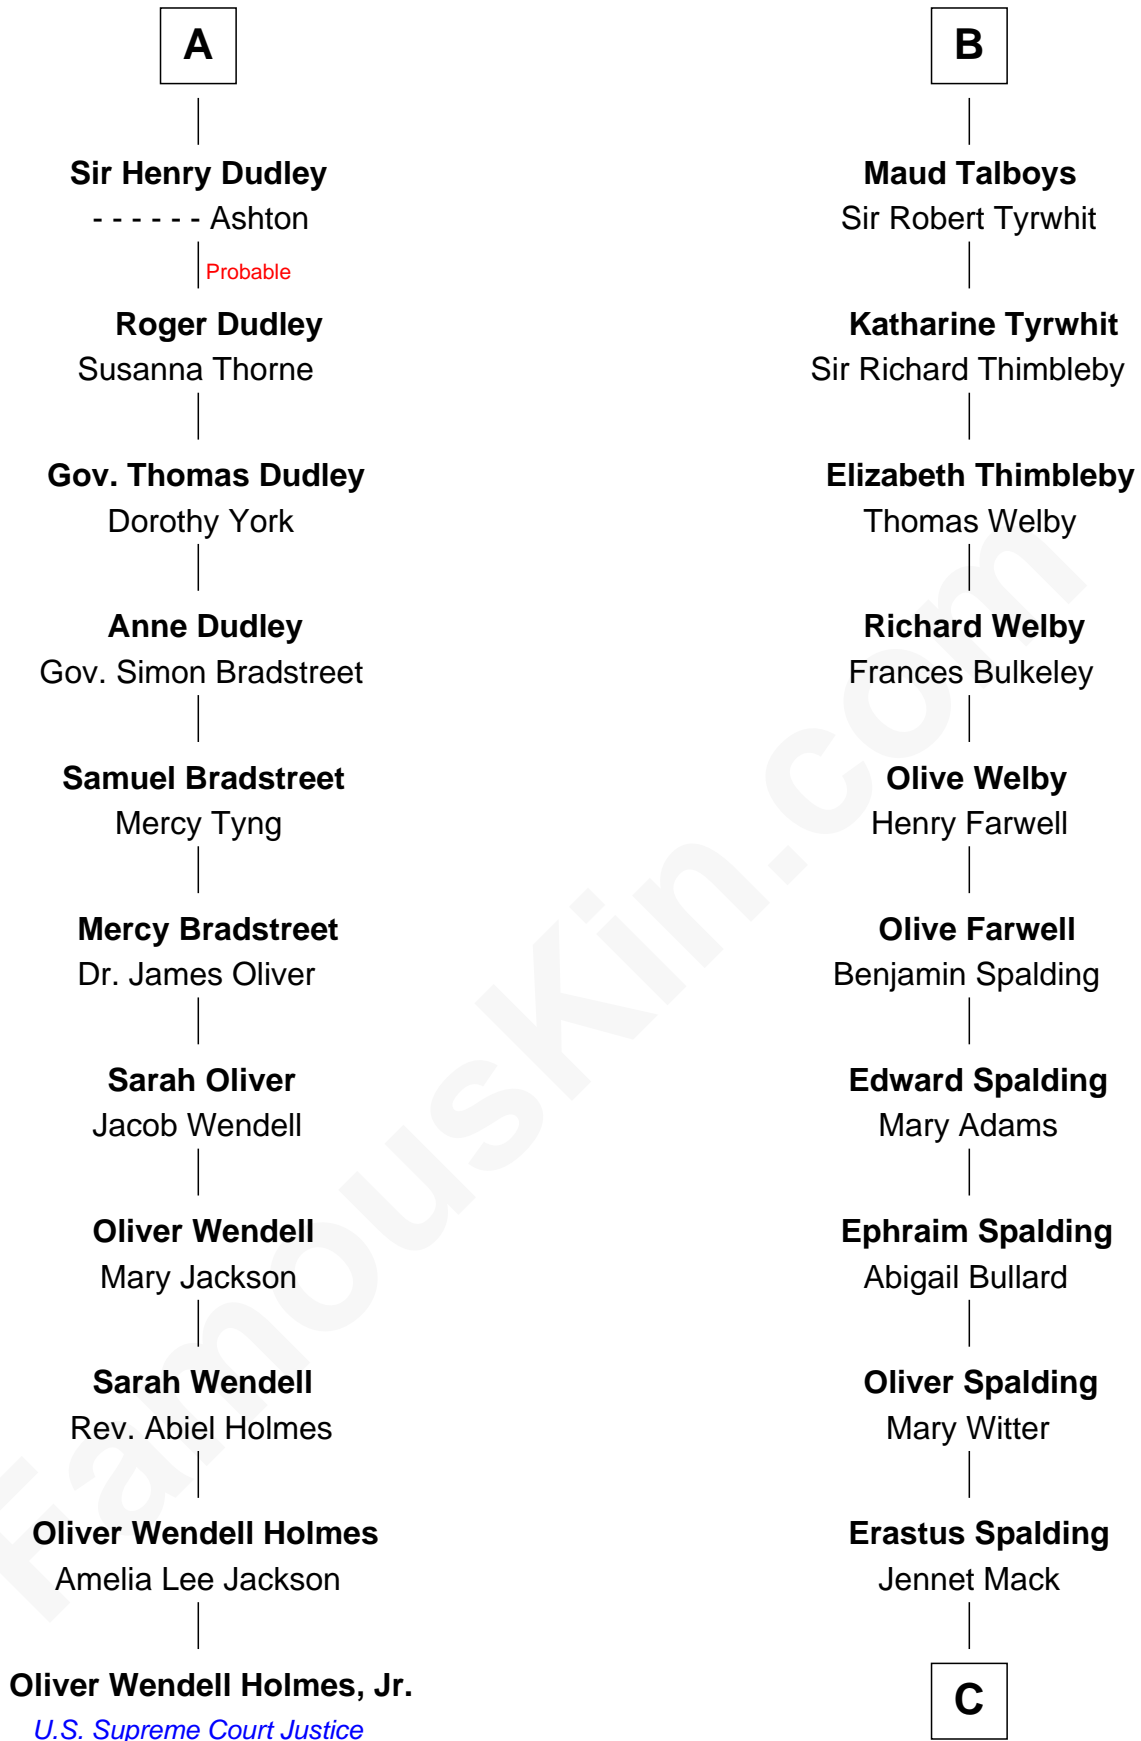 A
Sir Henry Dudley
- - - - - - Ashton
Probable
Roger Dudley
Susanna Thorne
Gov. Thomas Dudley
Dorothy York
Anne Dudley
Gov. Simon Bradstreet
Samuel Bradstreet
Mercy Tyng
Mercy Bradstreet
Dr. James Oliver
Sarah Oliver
Jacob Wendell
Oliver Wendell
Mary Jackson
Sarah Wendell
Rev. Abiel Holmes
Oliver Wendell Holmes
Amelia Lee Jackson
Oliver Wendell Holmes, Jr.
U.S. Supreme Court Justice
B
Maud Talboys
Sir Robert Tyrwhit
Katharine Tyrwhit
Sir Richard Thimbleby
Elizabeth Thimbleby
Thomas Welby
Richard Welby
Frances Bulkeley
Olive Welby
Henry Farwell
Olive Farwell
Benjamin Spalding
Edward Spalding
Mary Adams
Ephraim Spalding
Abigail Bullard
Oliver Spalding
Mary Witter
Erastus Spalding
Jennet Mack
C
FamousKin.com